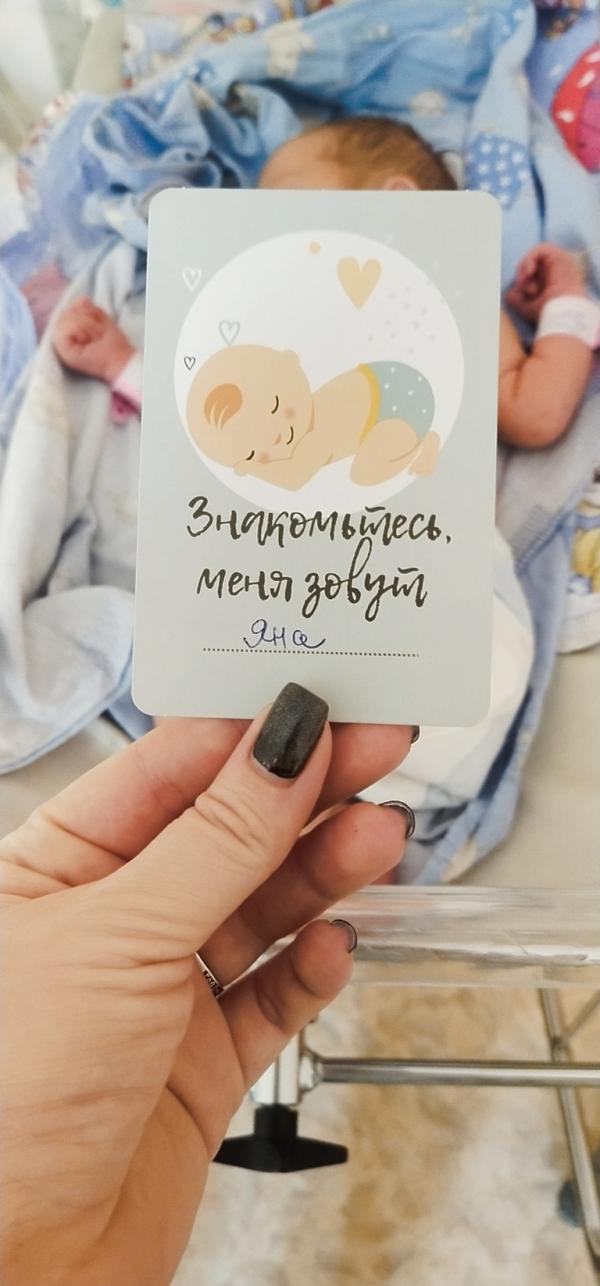 Знакомьтесь,
меня зовут
Яна